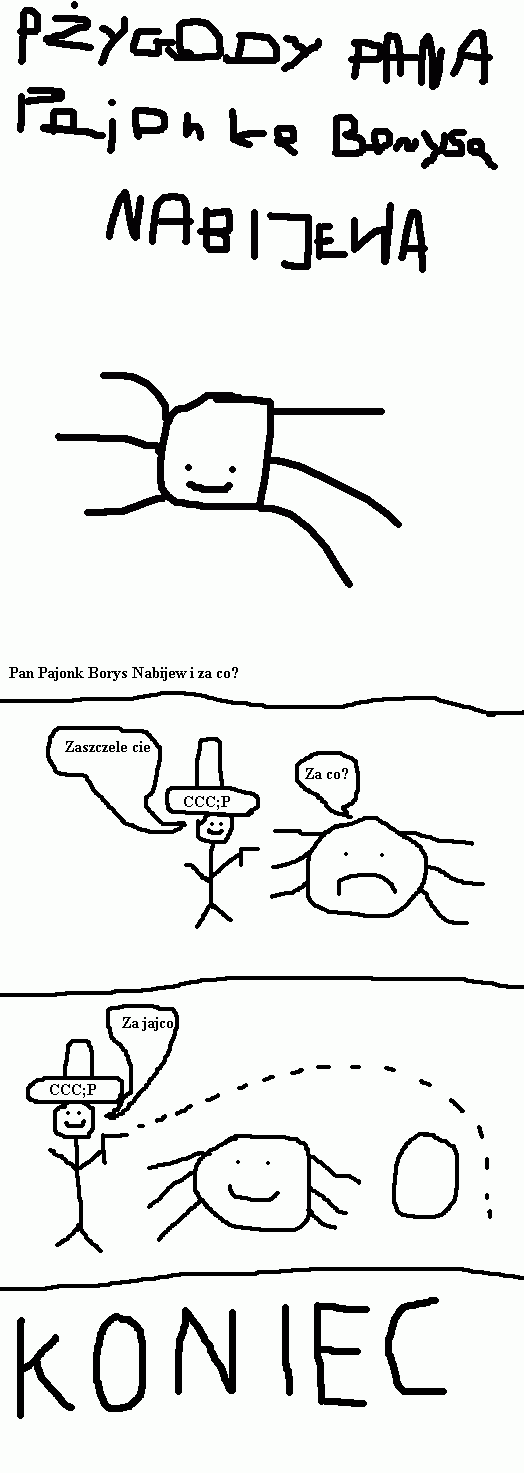 PŻYGODY PANA
PajOnka BOrysa
NABIJEWA
Pan Pajonk Borys Nabijew i za co?
Zaszczele cie
CCC;P
Za co?
Za jajco
CCC;P
KONIEC